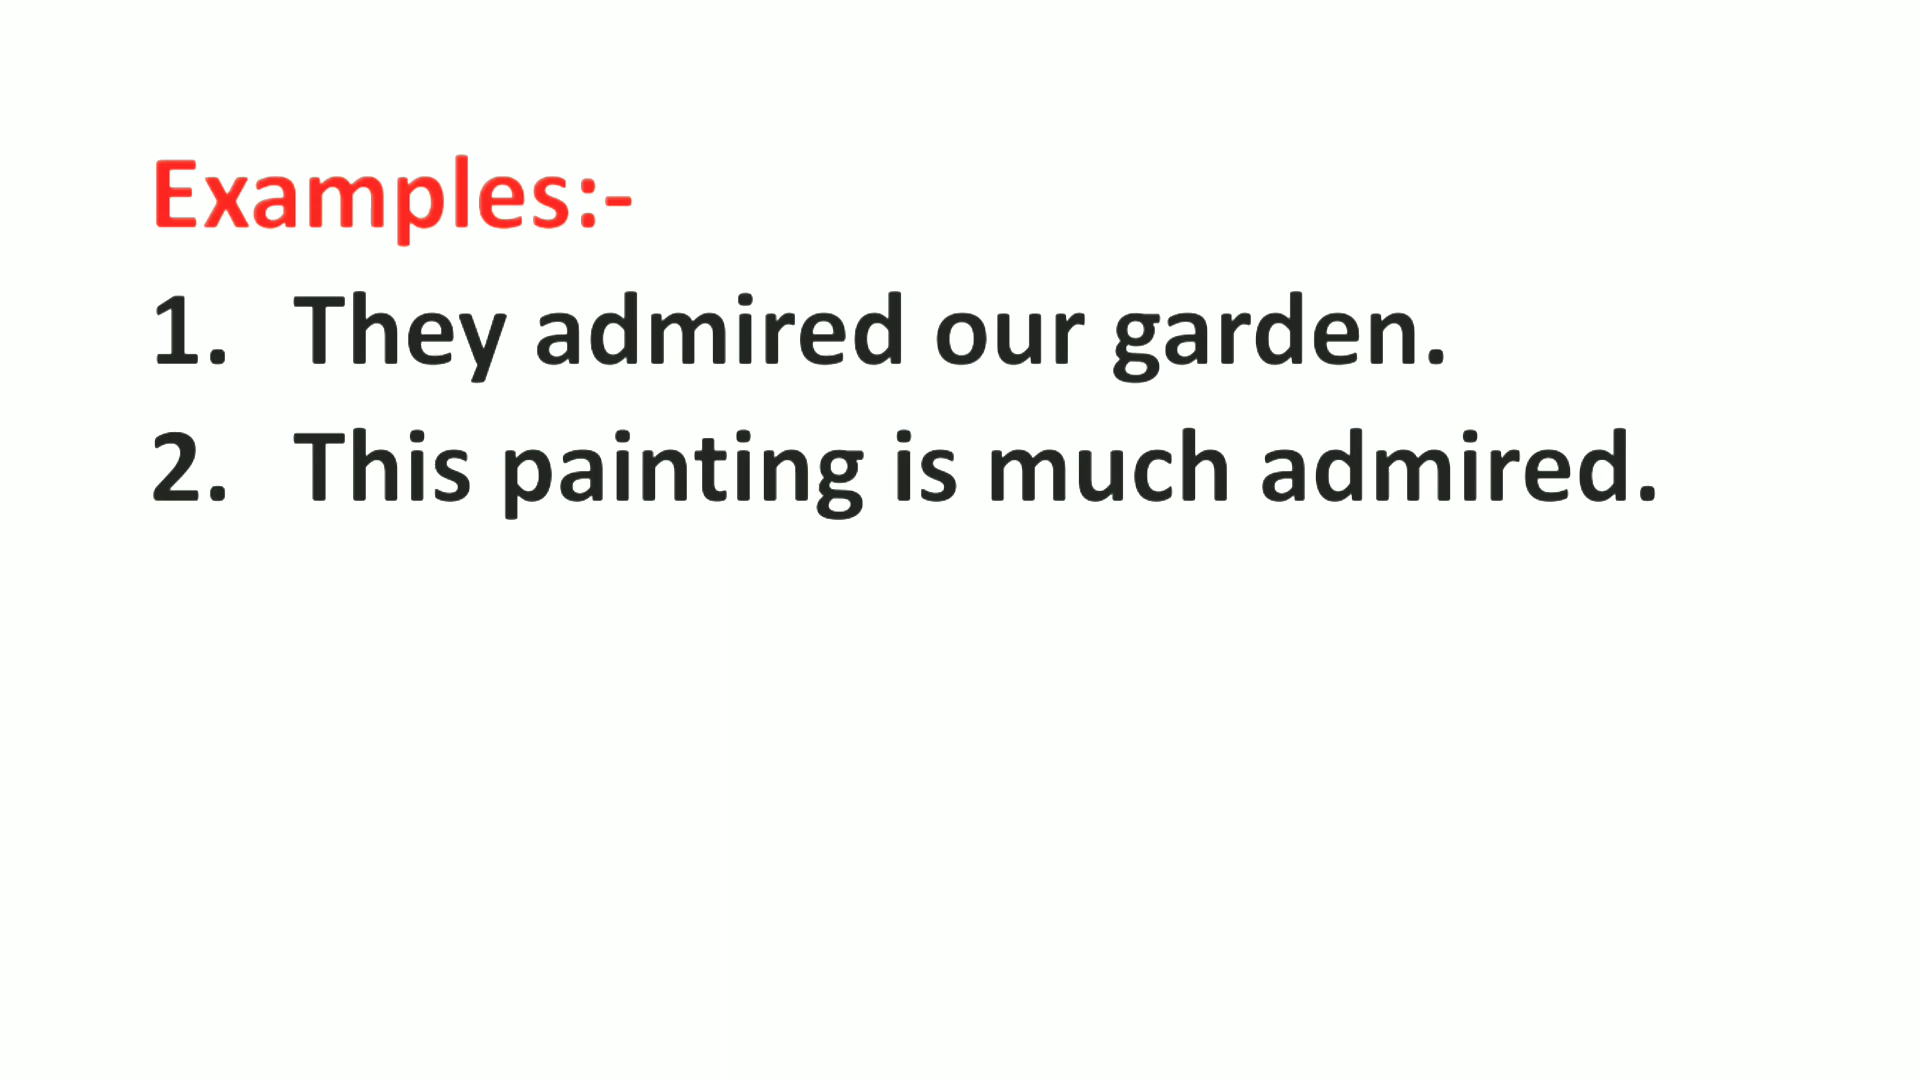 Examples:-
1. They admired our garden.
2. This painting is much admired.